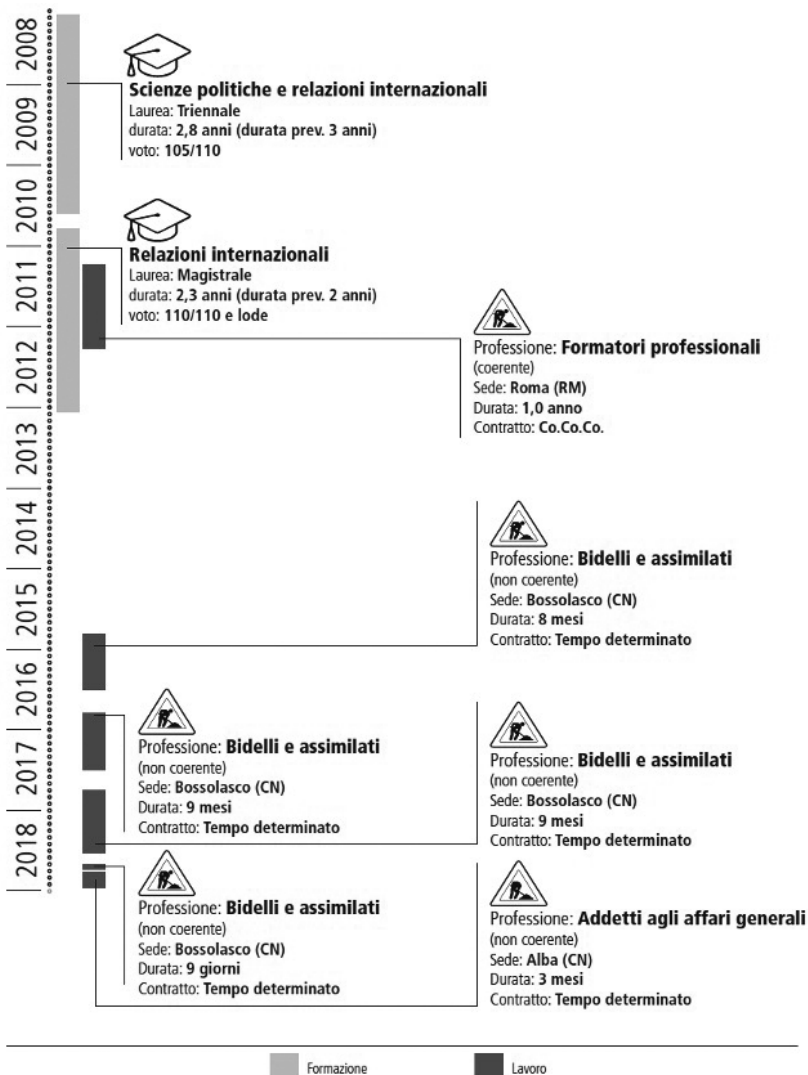 2008
Scienze politiche e relazioni internazionali
Laurea: Triennale
2009
durata: 2,8 anni (durata prev. 3 anni)
voto: 105/110
2010
Relazioni internazionali
Laurea: Magistrale
2011
durata: 2,3 anni (durata prev. 2 anni)
voto: 110/110 e lode
2012
Professione: Formatori professionali
(coerente)
Sede: Roma (RM)
Durata: 1,0 anno
Contratto: Co.Co.Co.
2013
2014
Professione: Bidelli e assimilati
(non coerente)
Sede: Bossolasco (CN)
Durata: 8 mesi
Contratto: Tempo determinato
2015
2016
Professione: Bidelli e assimilati
(non coerente)
Sede: Bossolasco (CN)
Durata: 9 mesi
Contratto: Tempo determinato
Professione: Bidelli e assimilati
(non coerente)
Sede: Bossolasco (CN)
Durata: 9 mesi
Contratto: Tempo determinato
2017
2018
Professione: Bidelli e assimilati
(non coerente)
Sede: Bossolasco (CN)
Durata: 9 giorni
Contratto: Tempo determinato
Professione: Addetti agli affari generali
(non coerente)
Sede: Alba (CN)
Durata: 3 mesi
Contratto: Tempo determinato
Formazione
Lavoro